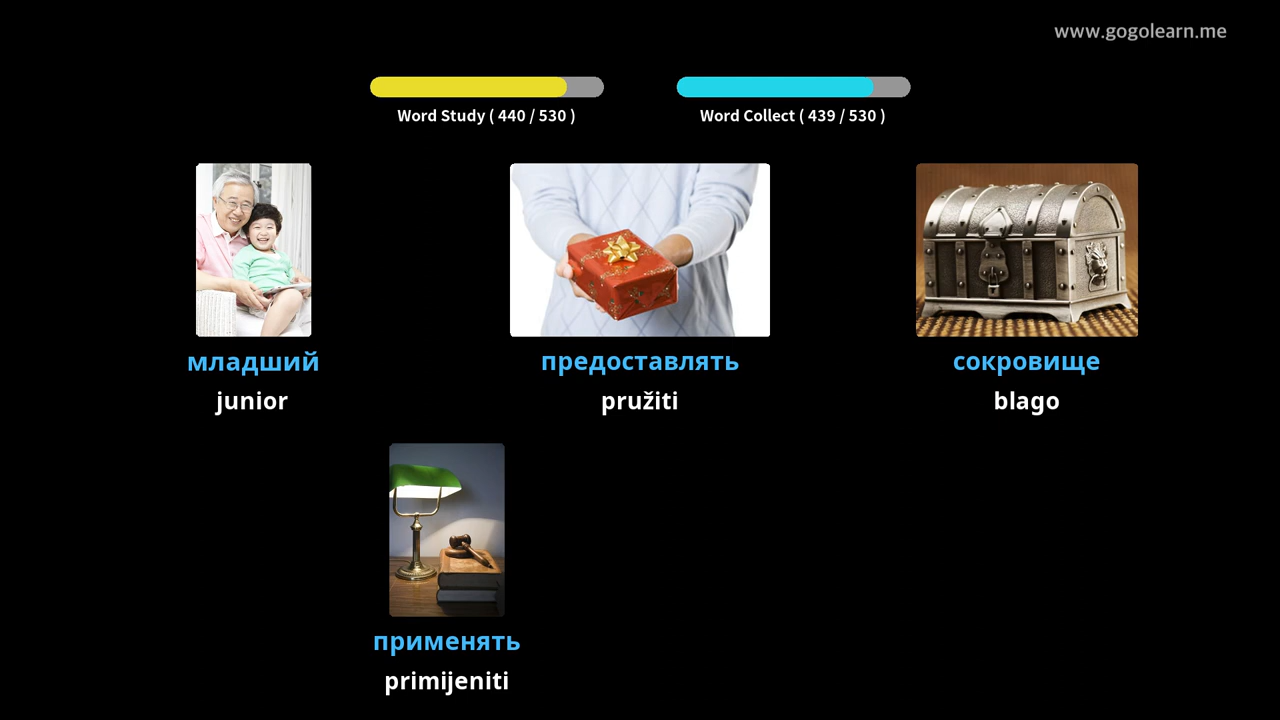 www.gogolearn.me
Word Study ( 440 / 530 )
Word Collect ( 439 / 530 )
младший
junior
предоставлять
pružiti
сокровище
blago
применять
primijeniti